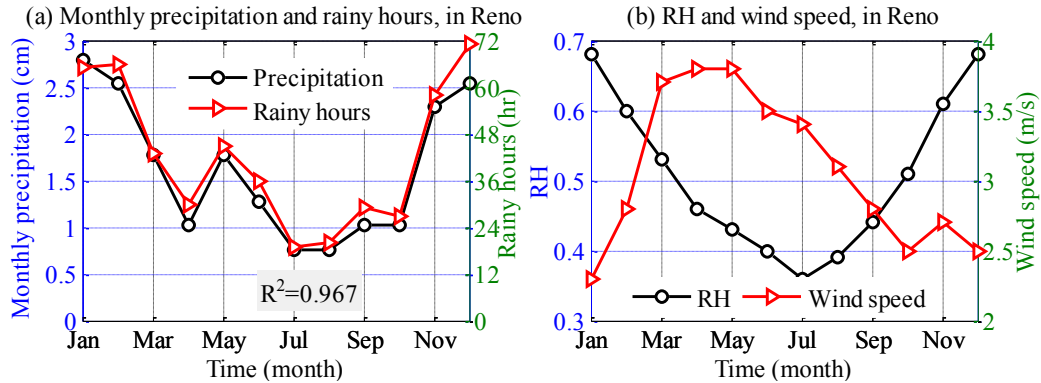 (a) Monthly precipitation and rainy hours, in Reno
3
2.5
2
1.5
1
0.5
0
Monthly precipitation (cm)
72
60
48
36
24
12
0
Rainy hours (hr)
Precipitation
Rainy hours
R²=0.967
Jan Mar May Jul Sep Nov
Time (month)
(b) RH and wind speed, in Reno
0.7
0.6
0.5
0.4
0.3
RH
4
3.5
3
2.5
2
Wind speed (m/s)
RH Wind speed
Jan Mar May Jul Sep Nov
Time (month)